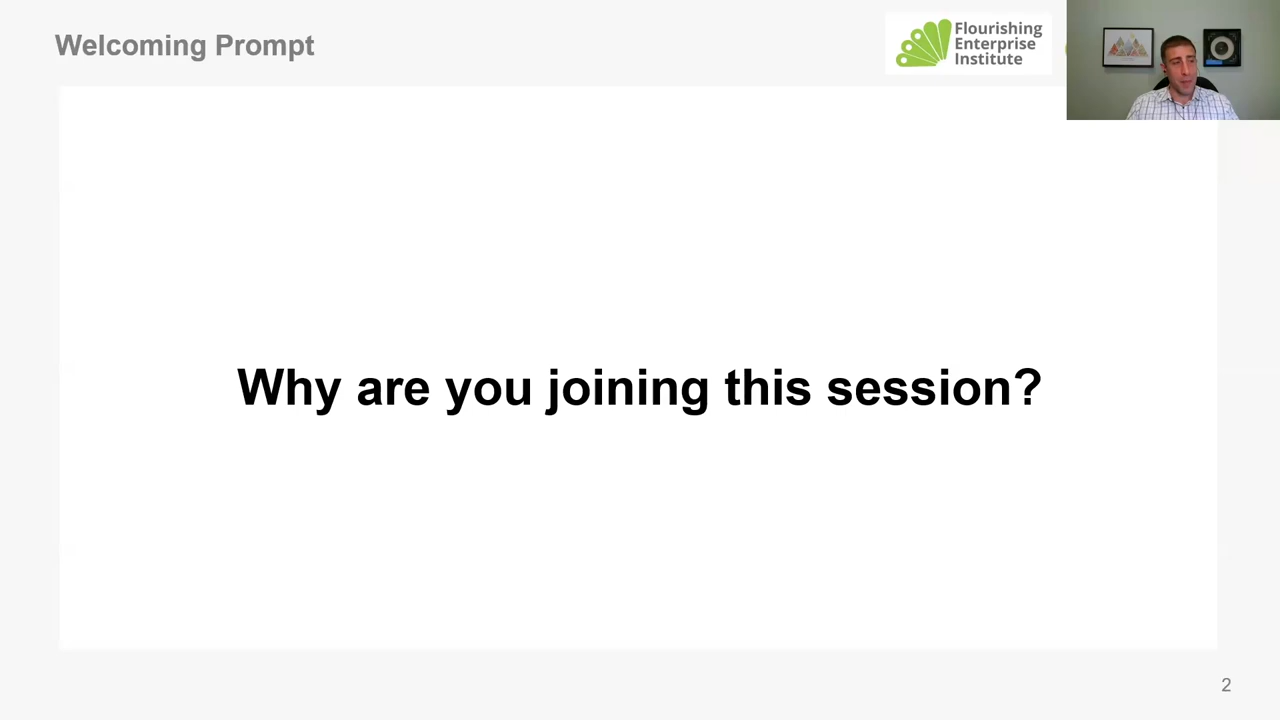 Welcoming Prompt
Flourishing
Enterprise
Institute
Why are you joining this session?
2